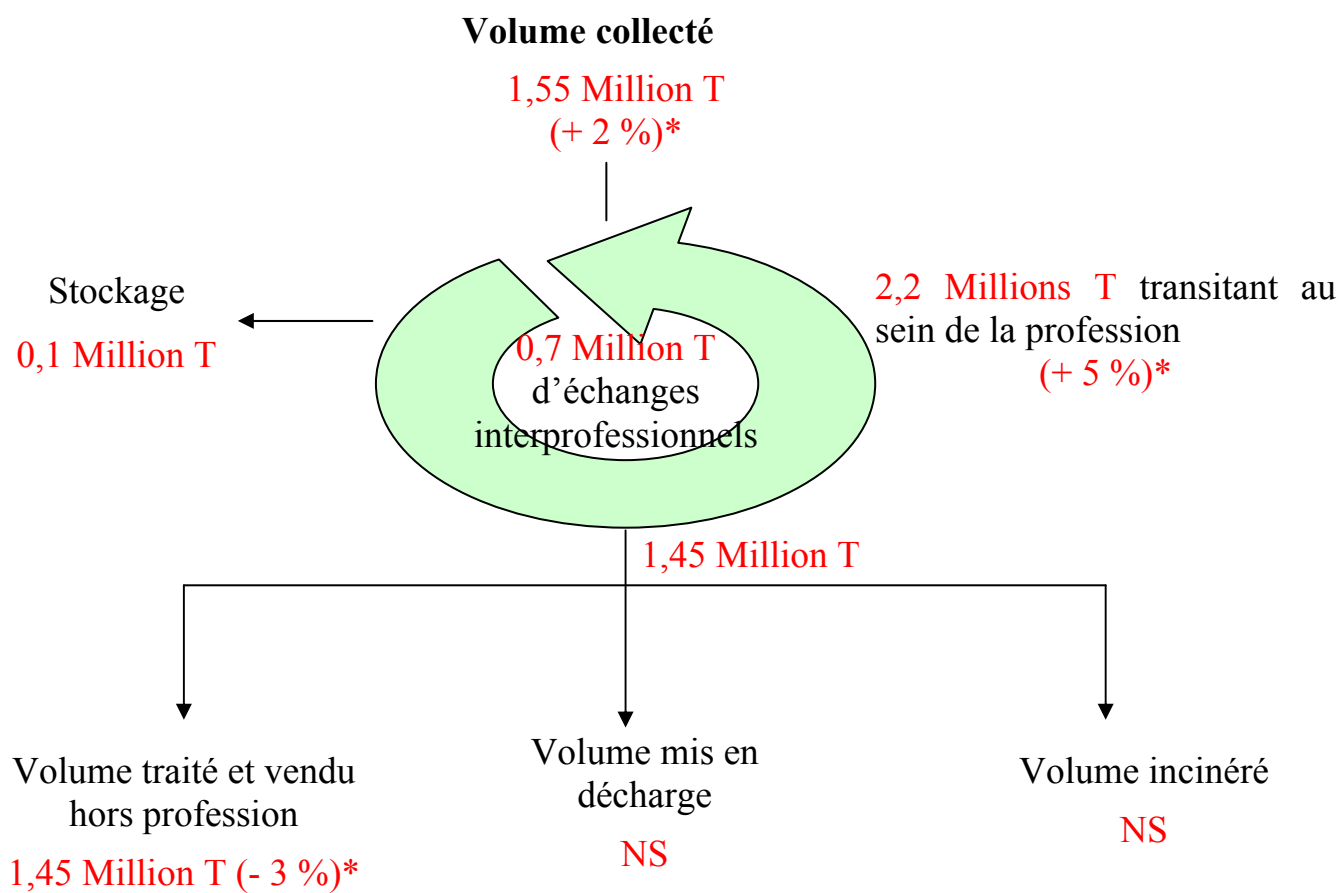 Volume collecté
1,55 Million T
(+ 2 %)*
Stockage
0,1 Million T
0,7 Million T
d’échanges
interprofessionnels
2,2 Millions T transitant au
sein de la profession
(+ 5 %)*
1,45 Million T
Volume traité et vendu
hors profession
1,45 Million T (- 3 %)*
Volume mis en
décharge
NS
Volume incinéré
NS